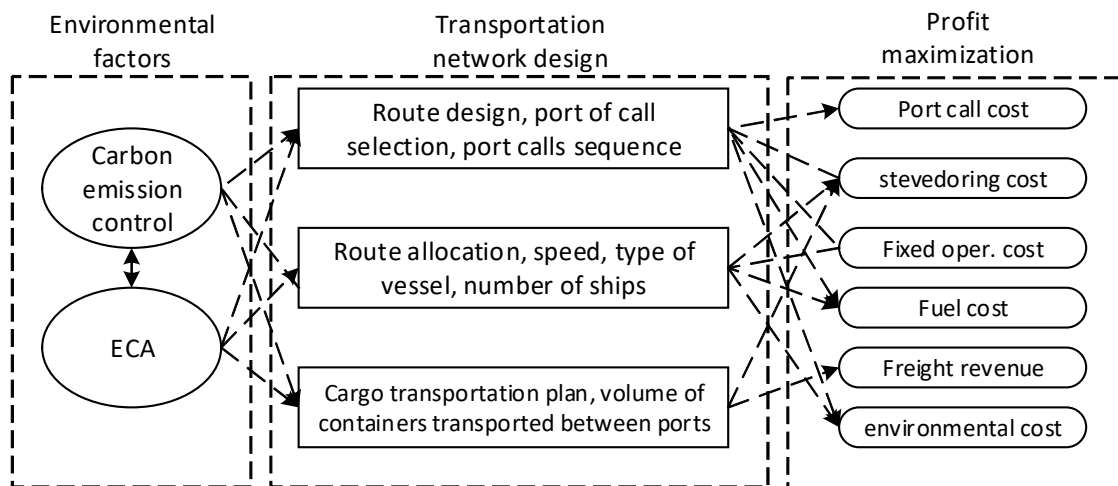 Environmental
factors
Transportation
network design
Profit
maximization
Carbon
emission
control
ECA
Route design, port of call
selection, port calls sequence
Route allocation, speed, type of
vessel, number of ships
Cargo transportation plan, volume of
containers transported between ports
Port call cost
stevedoring cost
Fixed oper. cost
Fuel cost
Freight revenue
environmental cost